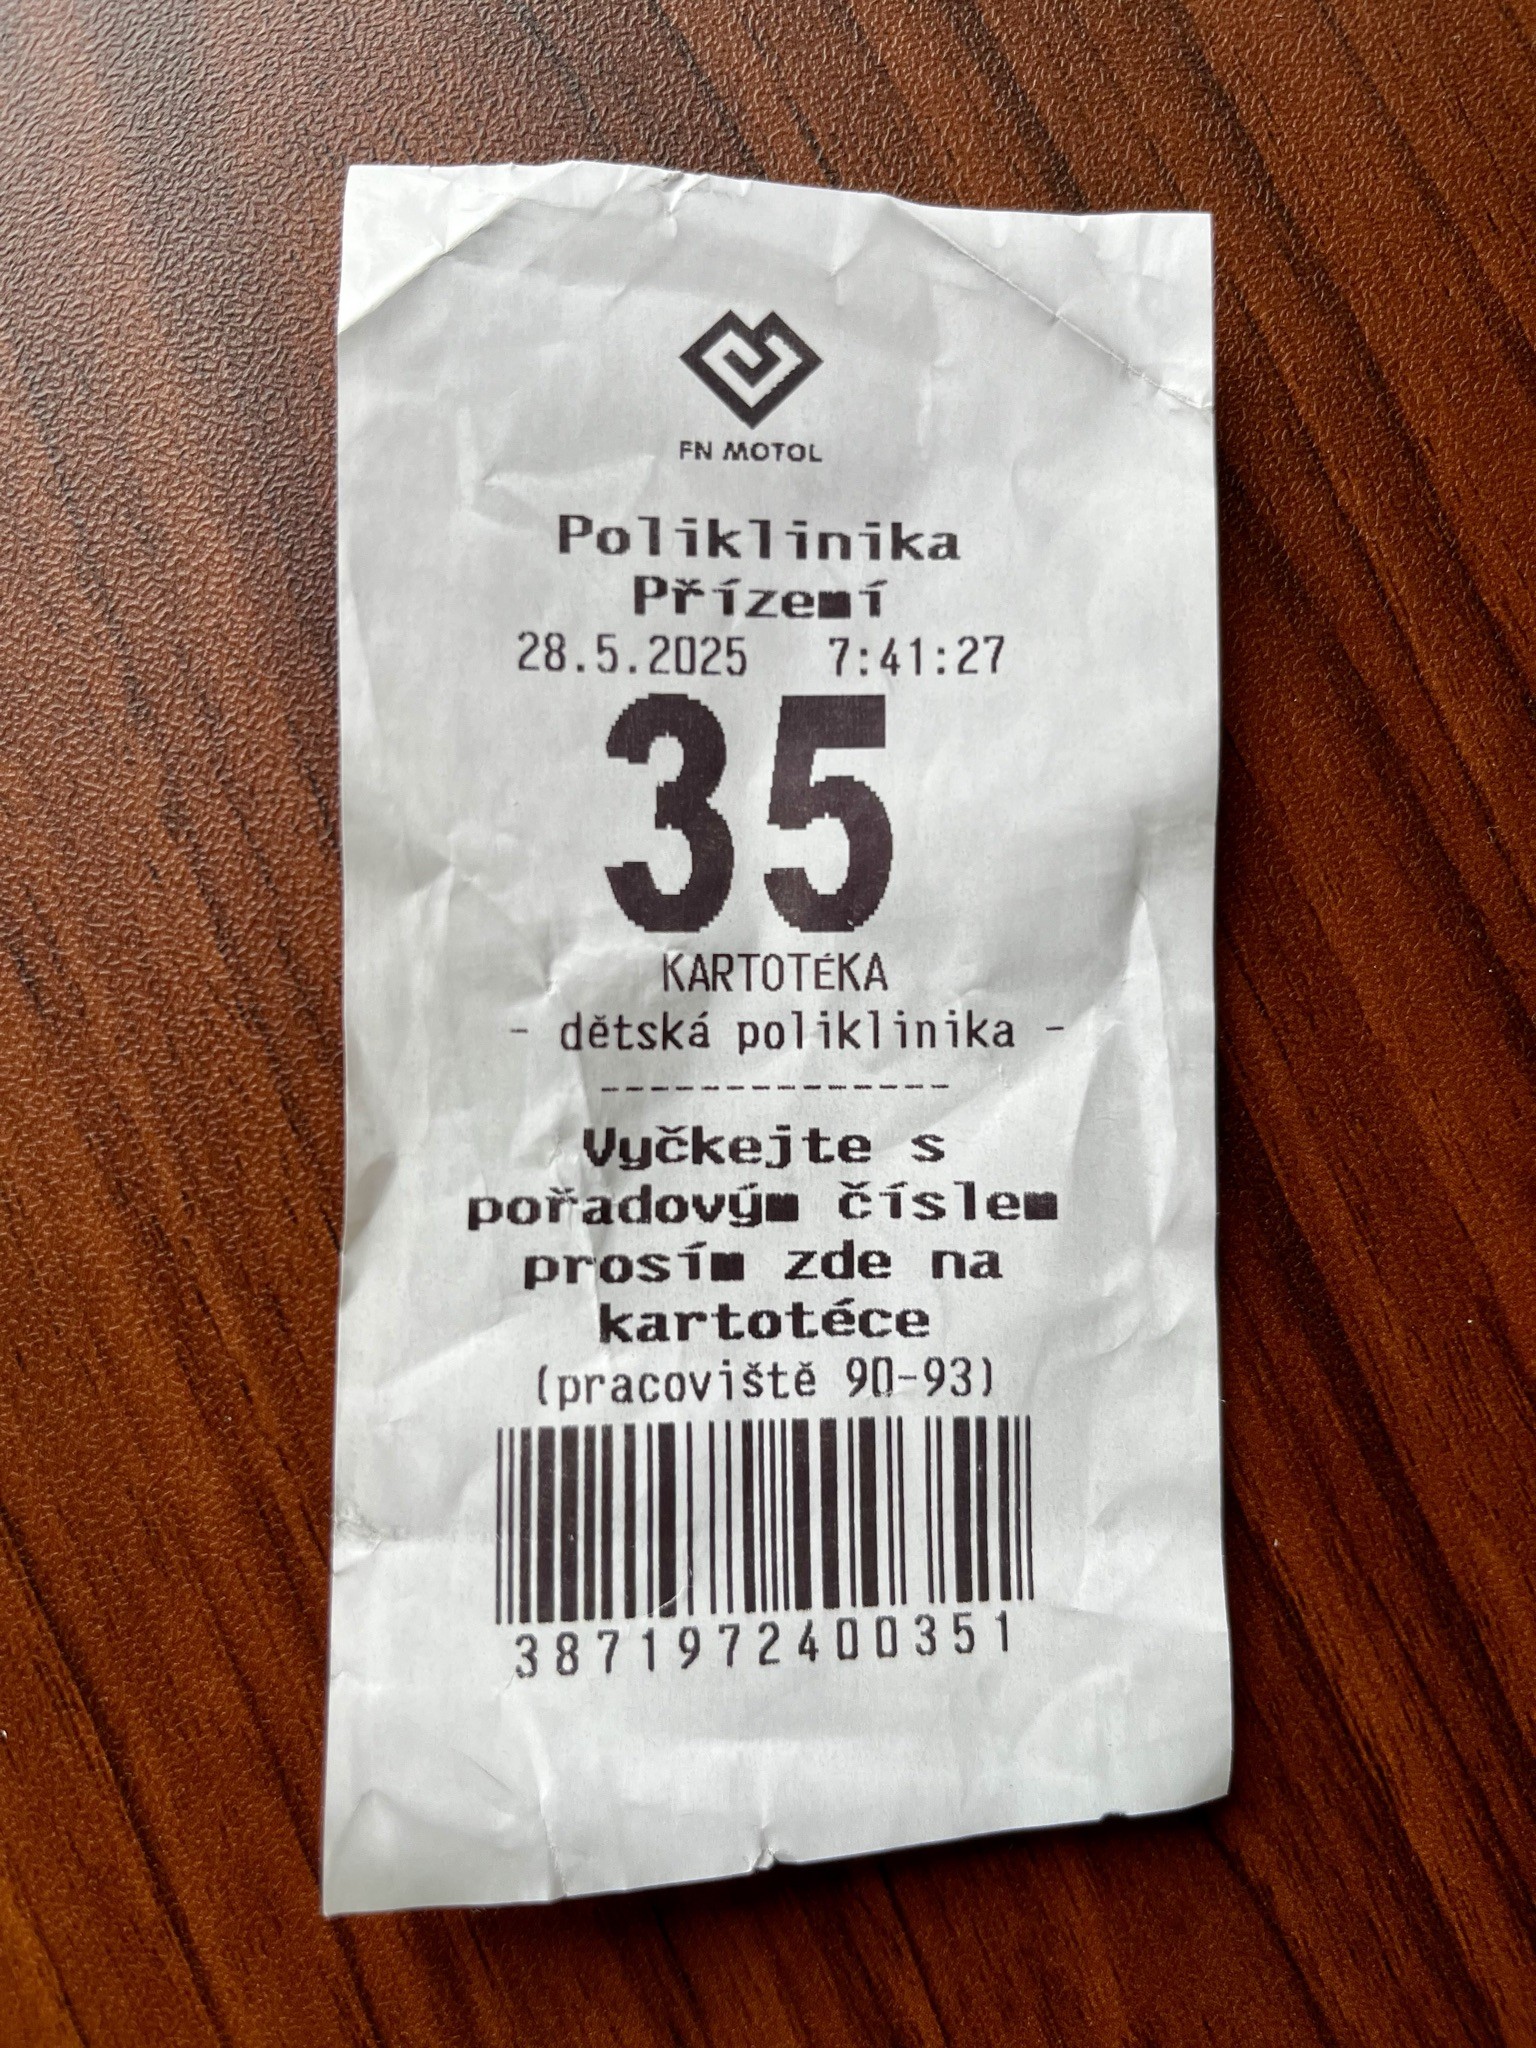 FN MOTOL
Poliklinika
Přízemí
28.5.2025 7:41:27
35
KARTOTÉKA
- dětská poliklinika -
--------------
Vyčkejte s
pořadovým číslem
prosím zde na
kartotéce
(pracoviště 90-93)
3871972400351